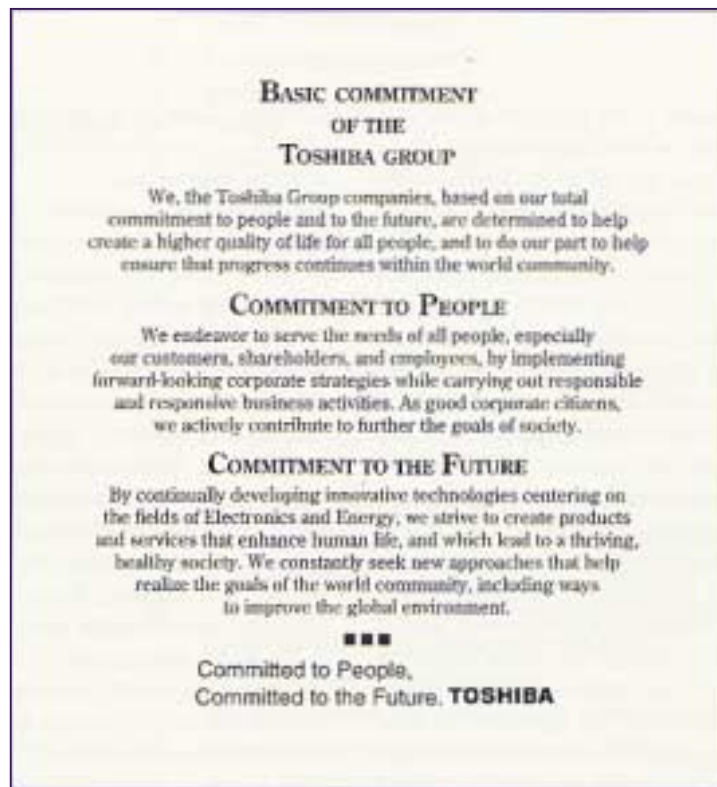 BASIC COMMITMENT
OF THE
TOSHIBA GROUP
We, the Toshiba Group companies, based on our total
commitment to people and to the future, are determined to help
create a higher quality of life for all people, and to do our part to help
ensure that progress continues within the world community.
COMMITMENT TO PEOPLE
We endeavor to serve the needs of all people, especially
our customers, shareholders, and employees, by implementing
forward-looking corporate strategies while carrying out responsible
and responsive business activities. As good corporate citizens,
we actively contribute to further the goals of society.
COMMITMENT TO THE FUTURE
By continually developing innovative technologies centering on
the fields of Electronics and Energy, we strive to create products
and services that enhance human life, and which lead to a thriving,
healthy society. We constantly seek new approaches that help
realize the goals of the world community, including ways
to improve the global environment.
Committed to People,
Committed to the Future. TOSHIBA